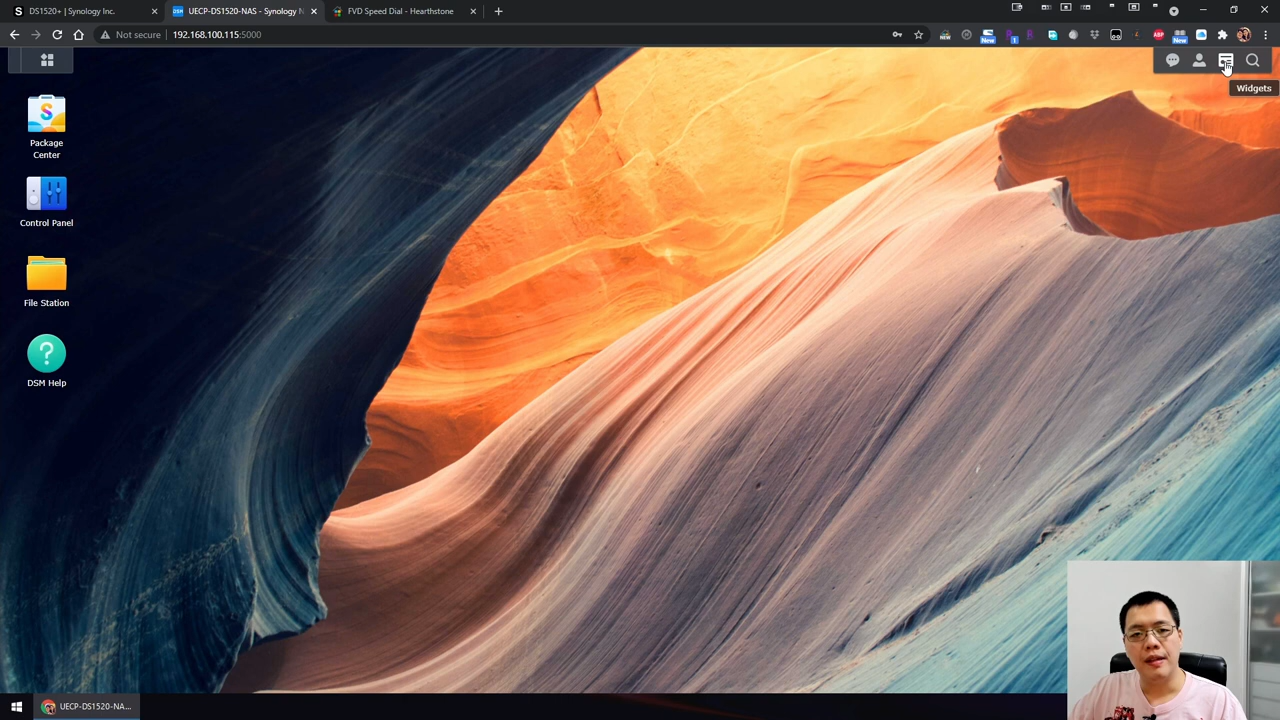 DS1520+ | Synology Inc.
UECP-DS1520-NAS - Synology N
FVD Speed Dial - Hearthstone
Not secure
192.168.100.115:5000
Widgets
Package
Center
Control Panel
File Station
DSM Help
UECP-DS1520-NA...